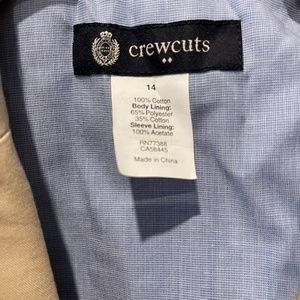 crewcuts
14
100% Cotton
Body Lining:
65% Polyester
35% Cotton
Sleeve Lining:
100% Acetate
RN77388
CA56445
Made in China